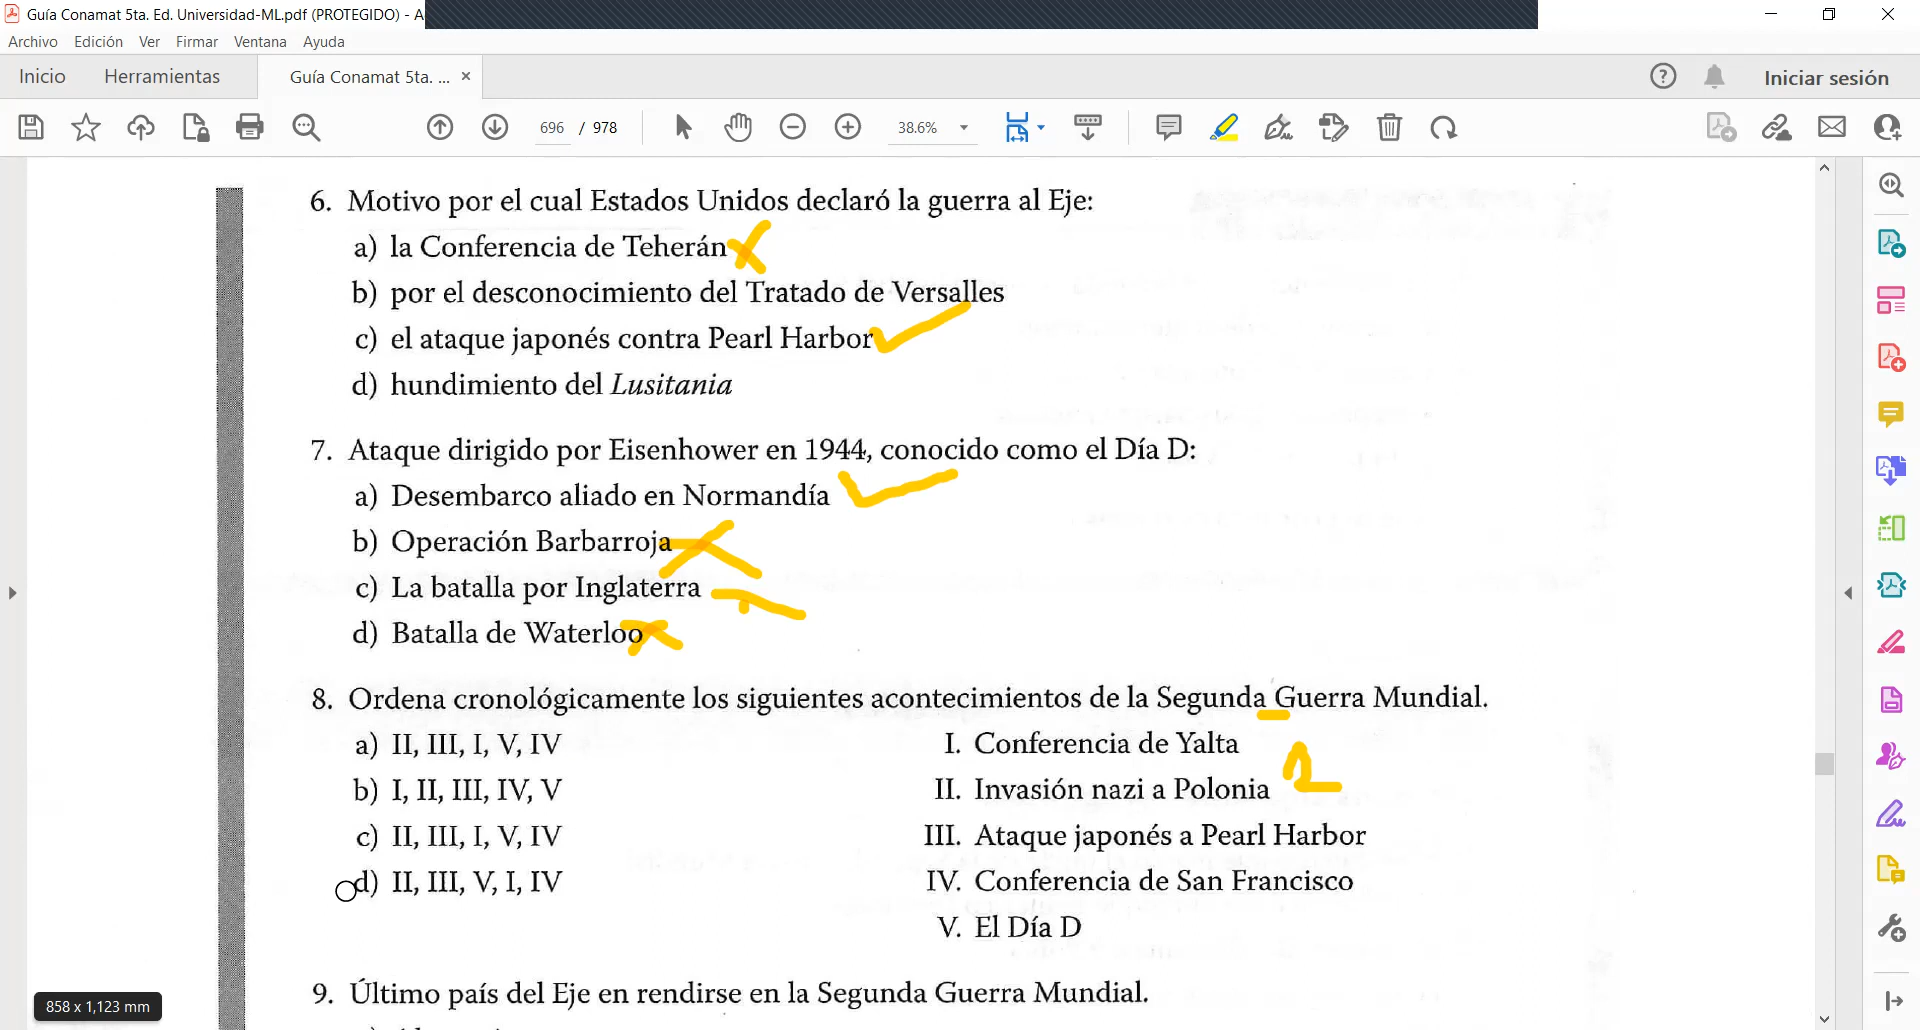 Guía Conamat 5ta. Ed. Universidad-ML.pdf (PROTEGIDO) - A
Archivo Edición Ver Firmar Ventana Ayuda
Inicio Herramientas Guía Conamat 5ta. ... × Iniciar sesión
696 / 978 38.6%
6. Motivo por el cual Estados Unidos declaró la guerra al Eje:
a) la Conferencia de Teherán
b) por el desconocimiento del Tratado de Versalles
c) el ataque japonés contra Pearl Harbor
d) hundimiento del Lusitania
7. Ataque dirigido por Eisenhower en 1944, conocido como el Día D:
a) Desembarco aliado en Normandía
b) Operación Barbarroja
c) La batalla por Inglaterra
d) Batalla de Waterloo
8. Ordena cronológicamente los siguientes acontecimientos de la Segunda Guerra Mundial.
a) II, III, I, V, IV
b) I, II, III, IV, V
c) II, III, I, V, IV
d) II, III, V, I, IV
I. Conferencia de Yalta
II. Invasión nazi a Polonia
III. Ataque japonés a Pearl Harbor
IV. Conferencia de San Francisco
V. El Día D
9. Último país del Eje en rendirse en la Segunda Guerra Mundial.
858 x 1,123 mm